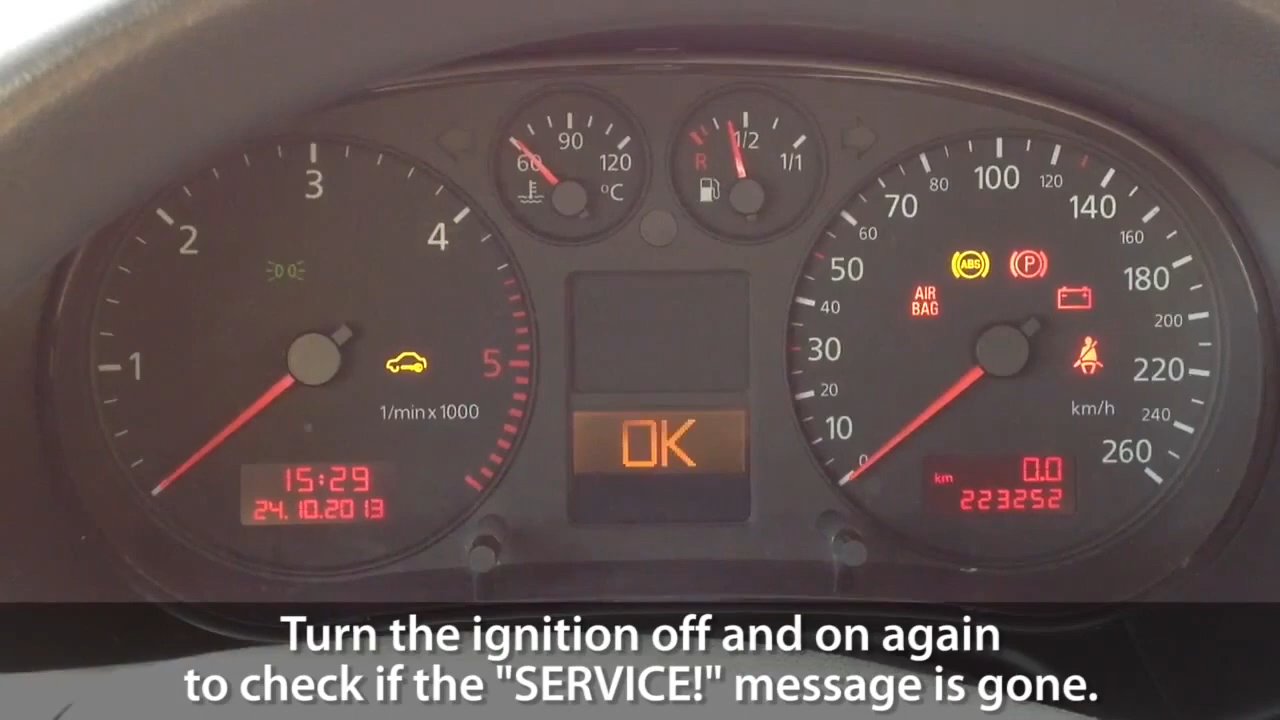 90
60
120
°C
1/2
R
1/1
1
2
3
4
5
1/min x 1000
15:29
24.10.2013
OK
0
10
20
30
40
50
60
70
80
100
120
140
160
180
200
220
240
260
ABS
P
AIR
BAG
km/h
km
0.0
223252
Turn the ignition off and on again
to check if the "SERVICE!" message is gone.